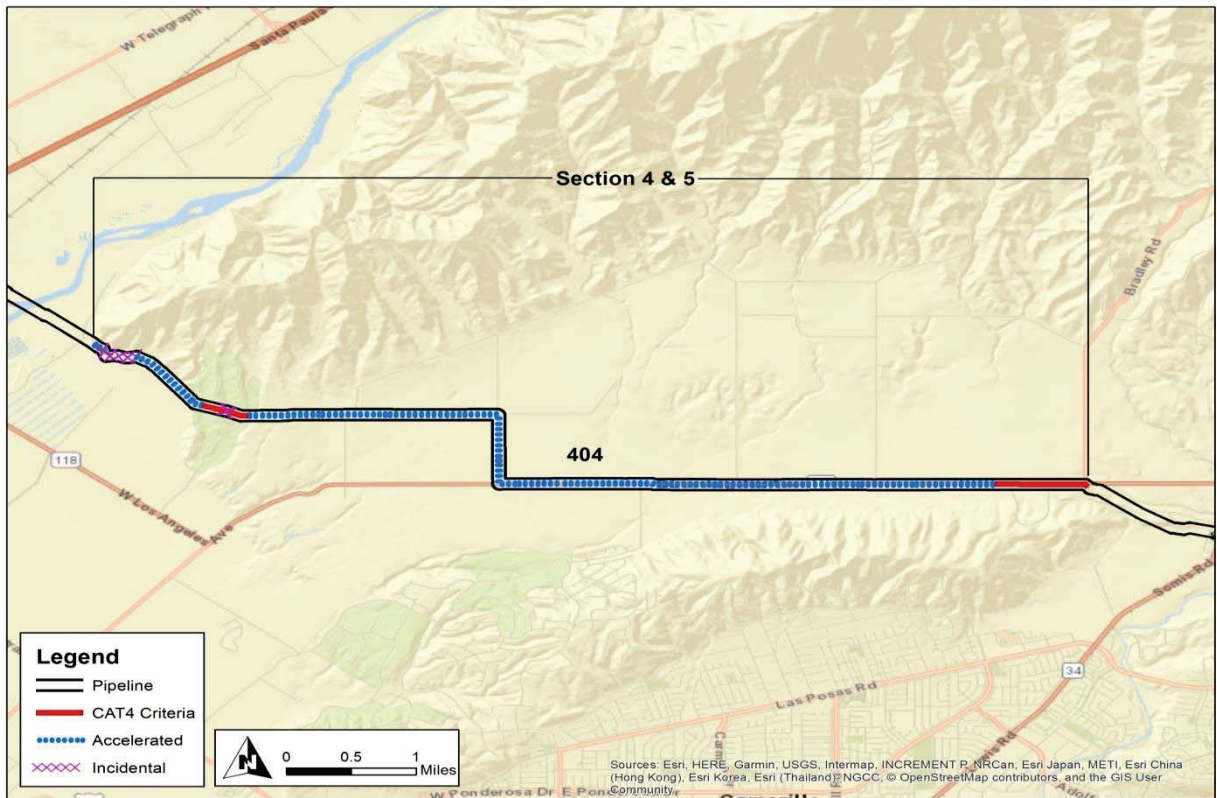 W Telegraph
Santa Paula
Section 4 & 5
Bradley Rd
118
W Los Angeles Ave
404
Somis Rd
34
Las Posas Rd
Legend
Pipeline
CAT4 Criteria
Accelerated
Incidental
N
0 0.5 1
Miles
Sources: Esri, HERE, Garmin, USGS, Intermap, INCREMENT P, NRCan, Esri Japan, METI, Esri China
(Hong Kong), Esri Korea, Esri (Thailand), NGCC, © OpenStreetMap contributors, and the GIS User
Community
W Ponderosa Dr